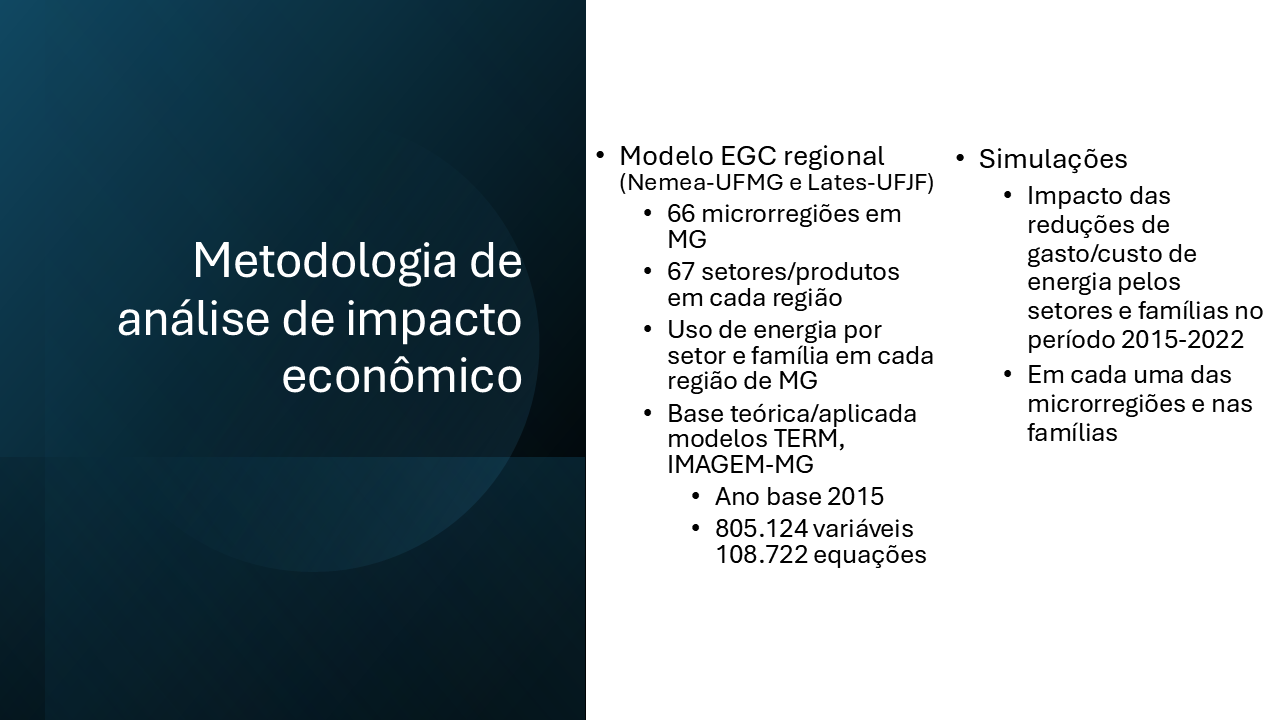 Metodologia de
análise de impacto
econômico
• Modelo EGC regional
(Nemea-UFMG e Lates-UFJF)
• 66 microrregiões em
MG
• 67 setores/produtos
em cada região
• Uso de energia por
setor e família em cada
região de MG
• Base teórica/aplicada
modelos TERM,
IMAGEM-MG
• Ano base 2015
• 805.124 variáveis
108.722 equações
• Simulações
• Impacto das
reduções de
gasto/custo de
energia pelos
setores e famílias no
período 2015-2022
• Em cada uma das
microrregiões e nas
famílias